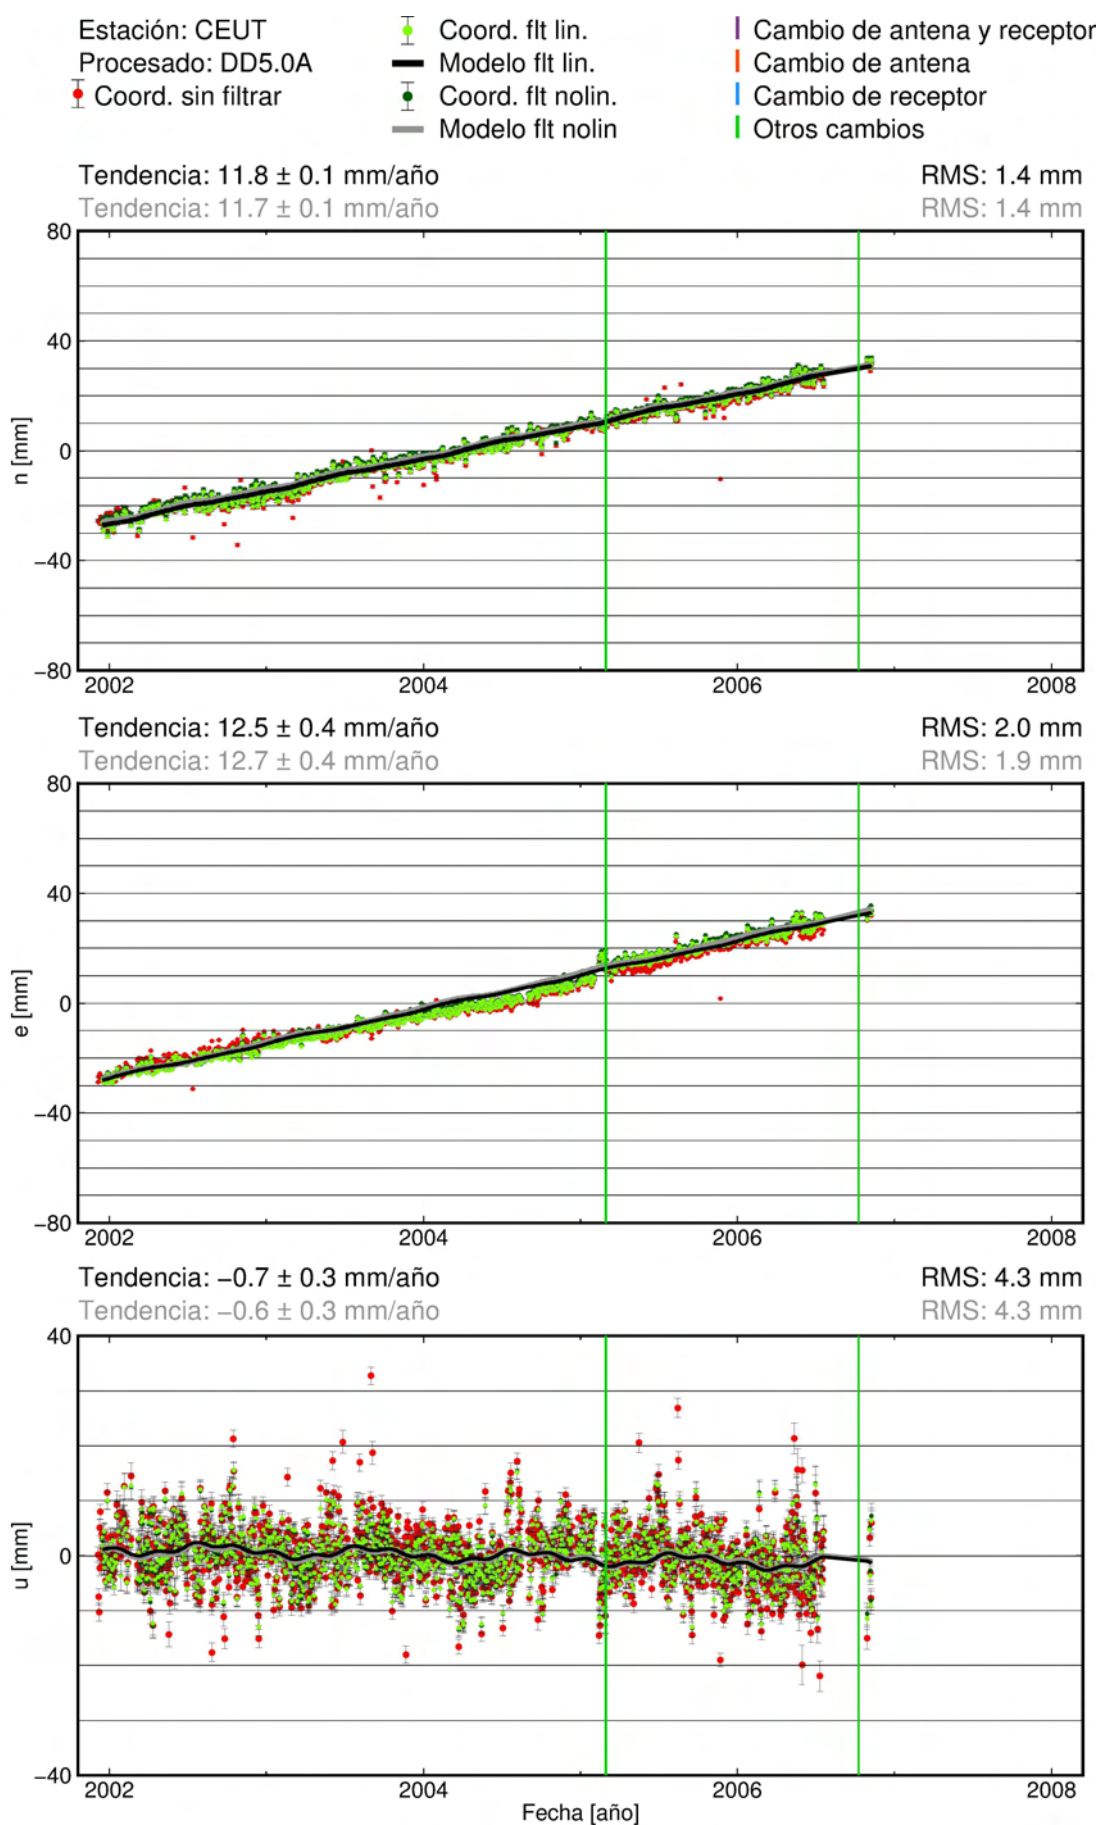 Estación: CEUT
Procesado: DD5.0A
Coord. sin filtrar
Coord. flt lin.
Modelo flt lin.
Coord. flt nolin.
Modelo flt nolin
Cambio de antena y receptor
Cambio de antena
Cambio de receptor
Otros cambios
Tendencia: 11.8 ± 0.1 mm/año RMS: 1.4 mm
Tendencia: 11.7 ± 0.1 mm/año RMS: 1.4 mm
80
40
0
−40
−80
n [mm]
2002 2004 2006 2008
Tendencia: 12.5 ± 0.4 mm/año RMS: 2.0 mm
Tendencia: 12.7 ± 0.4 mm/año RMS: 1.9 mm
80
40
0
−40
−80
e [mm]
2002 2004 2006 2008
Tendencia: −0.7 ± 0.3 mm/año RMS: 4.3 mm
Tendencia: −0.6 ± 0.3 mm/año RMS: 4.3 mm
40
20
0
−20
−40
u [mm]
2002 2004 2006 2008
Fecha [año]